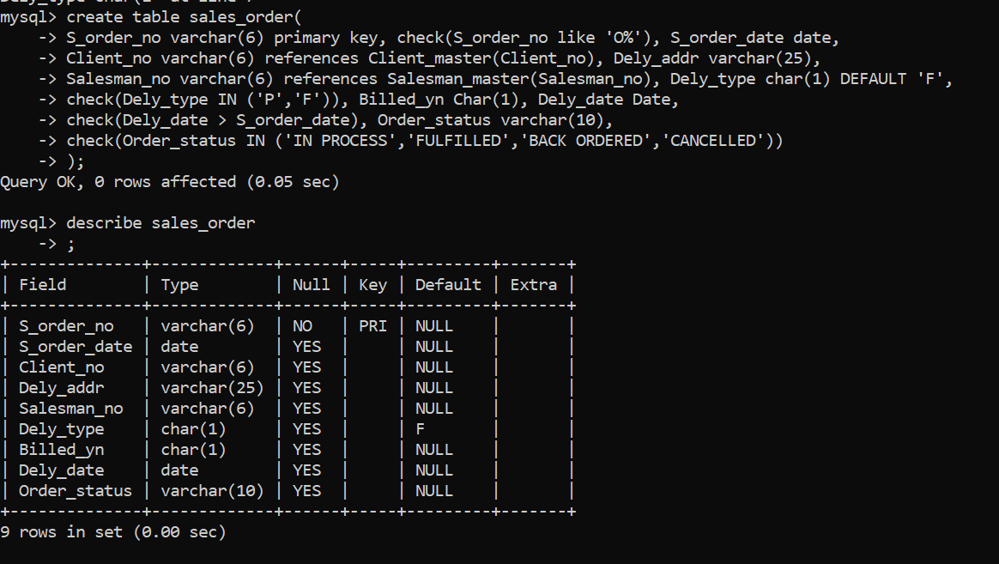 mysql> create table sales_order(
    -> S_order_no varchar(6) primary key, check(S_order_no like 'O%'), S_order_date date,
    -> Client_no varchar(6) references Client_master(Client_no), Dely_addr varchar(25),
    -> Salesman_no varchar(6) references Salesman_master(Salesman_no), Dely_type char(1) DEFAULT 'F',
    -> check(Dely_type IN ('P','F')), Billed_yn Char(1), Dely_date Date,
    -> check(Dely_date > S_order_date), Order_status varchar(10),
    -> check(Order_status IN ('IN PROCESS','FULFILLED','BACK ORDERED','CANCELLED'))
    -> );
Query OK, 0 rows affected (0.05 sec)
mysql> describe sales_order
    -> ;
+--------------+-------------+------+-----+---------+-------+
| Field        | Type        | Null | Key | Default | Extra |
+--------------+-------------+------+-----+---------+-------+
| S_order_no   | varchar(6)  | NO   | PRI | NULL    |       |
| S_order_date | date        | YES  |     | NULL    |       |
| Client_no    | varchar(6)  | YES  |     | NULL    |       |
| Dely_addr    | varchar(25) | YES  |     | NULL    |       |
| Salesman_no  | varchar(6)  | YES  |     | NULL    |       |
| Dely_type    | char(1)     | YES  |     | F       |       |
| Billed_yn    | char(1)     | YES  |     | NULL    |       |
| Dely_date    | date        | YES  |     | NULL    |       |
| Order_status | varchar(10) | YES  |     | NULL    |       |
+--------------+-------------+------+-----+---------+-------+
9 rows in set (0.00 sec)